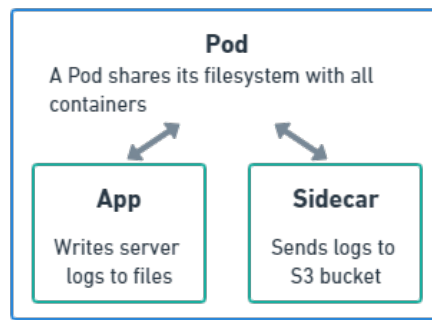 Pod
A Pod shares its filesystem with all
containers
App
Writes server
logs to files
Sidecar
Sends logs to
S3 bucket